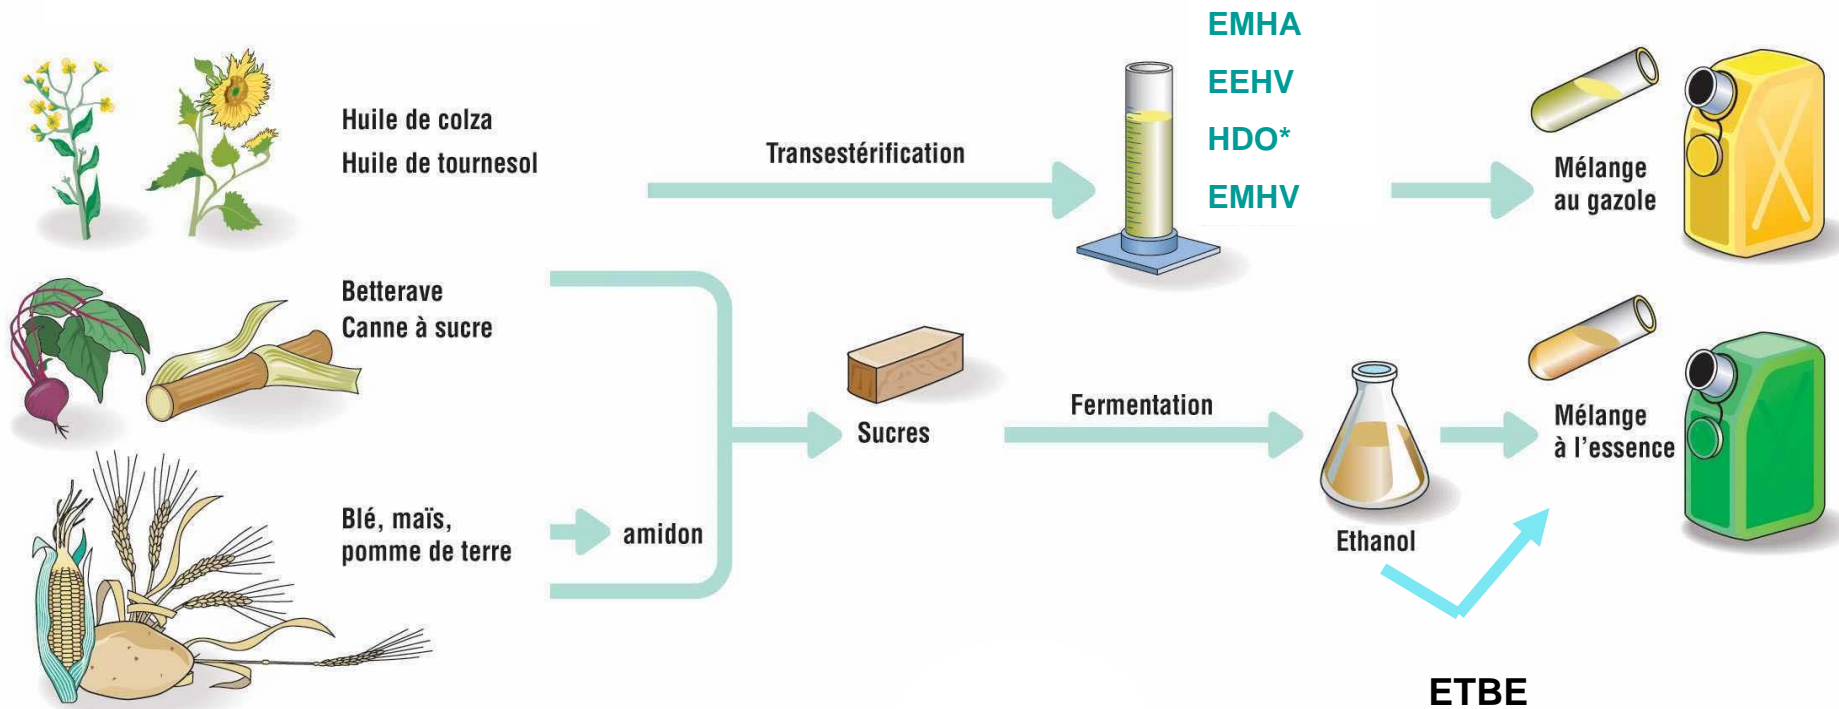 EMHA
EEHV
HDO*
EMHV
Huile de colza
Huile de tournesol
Transestérification
Mélange
au gazole
Betterave
Canne à sucre
Sucres
Fermentation
Mélange
à l'essence
Blé, maïs,
pomme de terre
amidon
Ethanol
ETBE